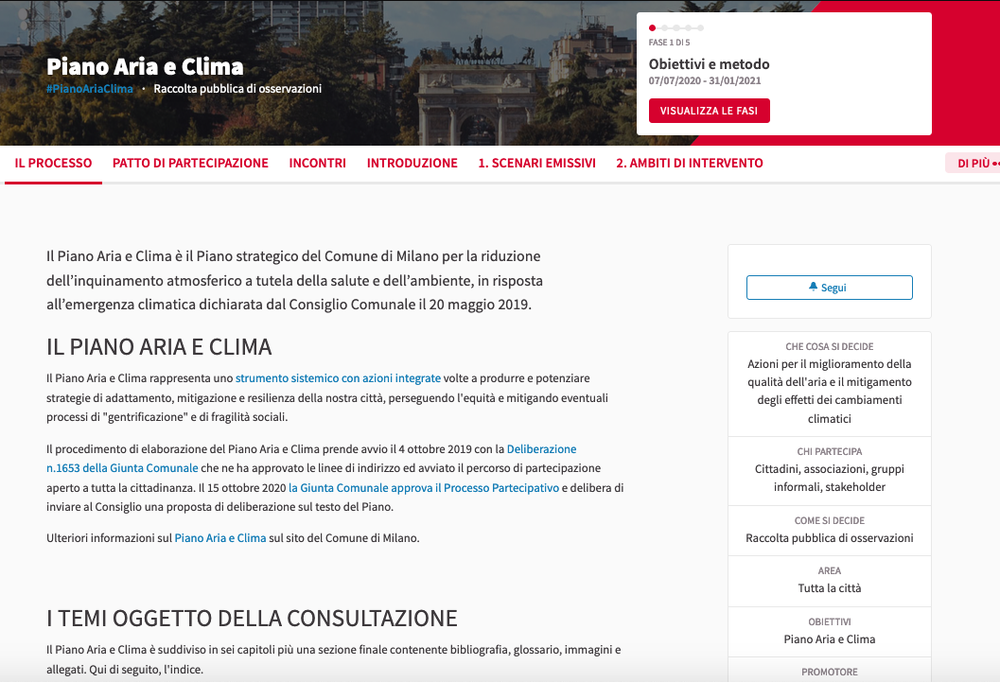 Piano Aria e Clima
#PianoAriaClima · Raccolta pubblica di osservazioni
FASE 1 DI 5
Obiettivi e metodo
07/07/2020 - 31/01/2021
VISUALIZZA LE FASI
IL PROCESSO PATTO DI PARTECIPAZIONE INCONTRI INTRODUZIONE 1. SCENARI EMISSIVI 2. AMBITI DI INTERVENTO DI PIÙ
Il Piano Aria e Clima è il Piano strategico del Comune di Milano per la riduzione
dell'inquinamento atmosferico a tutela della salute e dell'ambiente, in risposta
all'emergenza climatica dichiarata dal Consiglio Comunale il 20 maggio 2019.
IL PIANO ARIA E CLIMA
Il Piano Aria e Clima rappresenta uno strumento sistemico con azioni integrate volte a produrre e potenziare
strategie di adattamento, mitigazione e resilienza della nostra città, perseguendo l'equità e mitigando eventuali
processi di "gentrificazione" e di fragilità sociali.
Il procedimento di elaborazione del Piano Aria e Clima prende avvio il 4 ottobre 2019 con la Deliberazione
n.1653 della Giunta Comunale che ne ha approvato le linee di indirizzo ed avviato il percorso di partecipazione
aperto a tutta la cittadinanza. Il 15 ottobre 2020 la Giunta Comunale approva il Processo Partecipativo e delibera di
inviare al Consiglio una proposta di deliberazione sul testo del Piano.
Ulteriori informazioni sul Piano Aria e Clima sul sito del Comune di Milano.
I TEMI OGGETTO DELLA CONSULTAZIONE
Il Piano Aria e Clima è suddiviso in sei capitoli più una sezione finale contenente bibliografia, glossario, immagini e
allegati. Qui di seguito, l'indice.
Segui
CHE COSA SI DECIDE
Azioni per il miglioramento della
qualità dell'aria e il mitigamento
degli effetti dei cambiamenti
climatici
CHI PARTECIPA
Cittadini, associazioni, gruppi
informali, stakeholder
COME SI DECIDE
Raccolta pubblica di osservazioni
AREA
Tutta la città
OBIETTIVI
Piano Aria e Clima
PROMOTORE